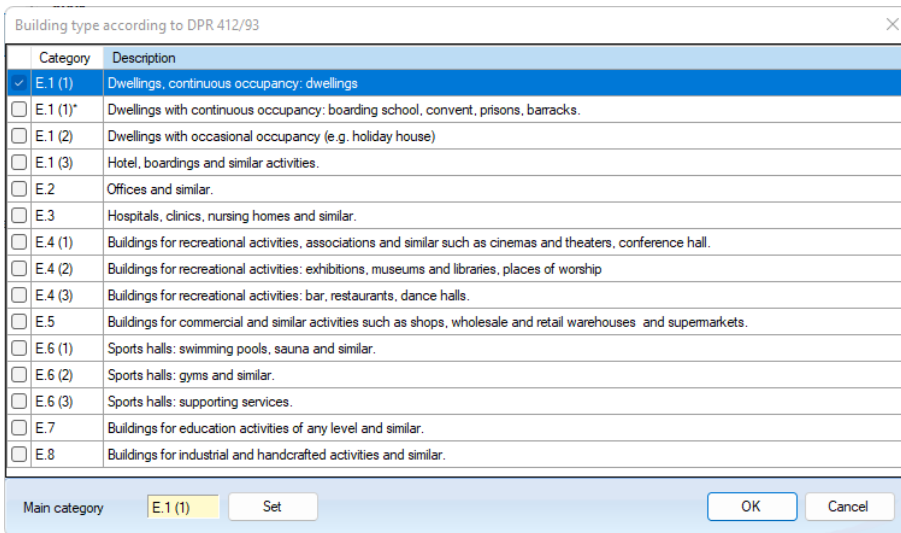 Building type according to DPR 412/93
Category Description
E.1 (1) Dwellings, continuous occupancy: dwellings
E.1 (1)* Dwellings with continuous occupancy: boarding school, convent, prisons, barracks.
E.1 (2) Dwellings with occasional occupancy (e.g. holiday house)
E.1 (3) Hotel, boardings and similar activities.
E.2 Offices and similar.
E.3 Hospitals, clinics, nursing homes and similar.
E.4 (1) Buildings for recreational activities, associations and similar such as cinemas and theaters, conference hall.
E.4 (2) Buildings for recreational activities: exhibitions, museums and libraries, places of worship
E.4 (3) Buildings for recreational activities: bar, restaurants, dance halls.
E.5 Buildings for commercial and similar activities such as shops, wholesale and retail warehouses and supermarkets.
E.6 (1) Sports halls: swimming pools, sauna and similar.
E.6 (2) Sports halls: gyms and similar.
E.6 (3) Sports halls: supporting services.
E.7 Buildings for education activities of any level and similar.
E.8 Buildings for industrial and handcrafted activities and similar.
Main category E.1 (1) Set OK Cancel